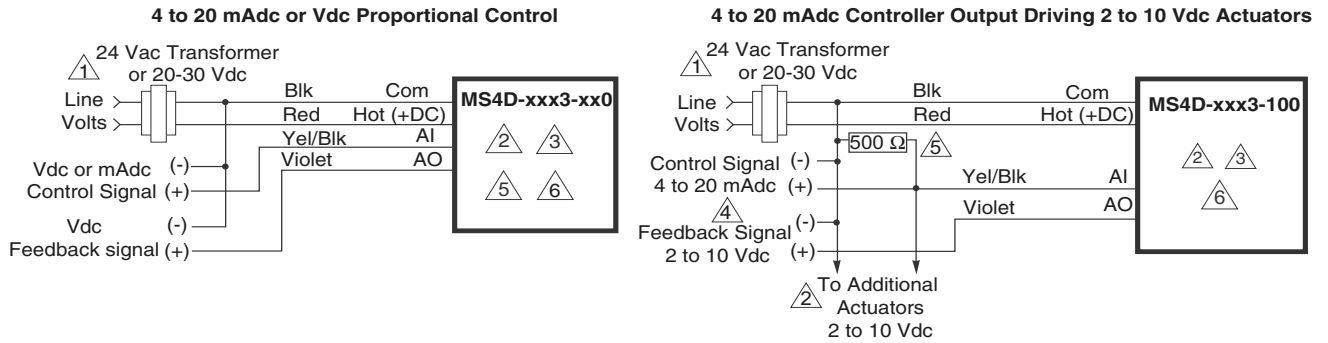 4 to 20 mAdc or Vdc Proportional Control
1
24 Vac Transformer
or 20-30 Vdc
Line
Volts
Blk
Com
Red
Hot (+DC)
Yel/Blk
AI
Violet
AO
MS4D-xxx3-xx0
2
3
5
6
Vdc or mAdc (-)
Control Signal (+)
Vdc (-)
Feedback signal (+)
4 to 20 mAdc Controller Output Driving 2 to 10 Vdc Actuators
1
24 Vac Transformer
or 20-30 Vdc
Line
Volts
Blk
Com
Red
Hot (+DC)
500 Ω
5
MS4D-xxx3-100
2
3
6
Control Signal (-)
4 to 20 mAdc (+)
Yel/Blk
AI
Violet
AO
4
Feedback Signal (-)
2 to 10 Vdc (+)
2
To Additional
Actuators
2 to 10 Vdc